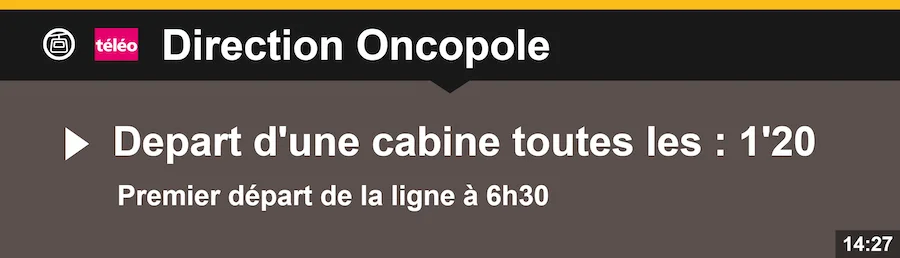 téléo Direction Oncopole
Depart d'une cabine toutes les : 1'20
Premier départ de la ligne à 6h30
14:27